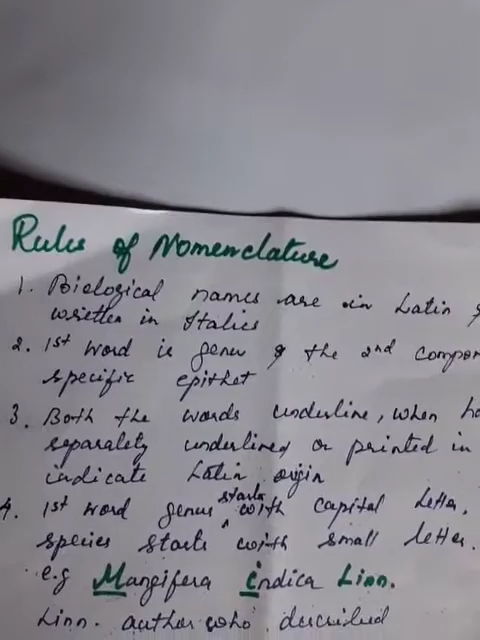 Rules of Nomenclature
1. Biological names are in Latin &
written in Italics
2. 1st word is genus & the 2nd compon
specific epithet
3. Both the words underline, when ha
separately underlined or printed in
indicate Latin origin
4. 1st word genus starts with capital letter,
species starts with small letter.
e.g Mangifera indica Linn.
Linn. author who described